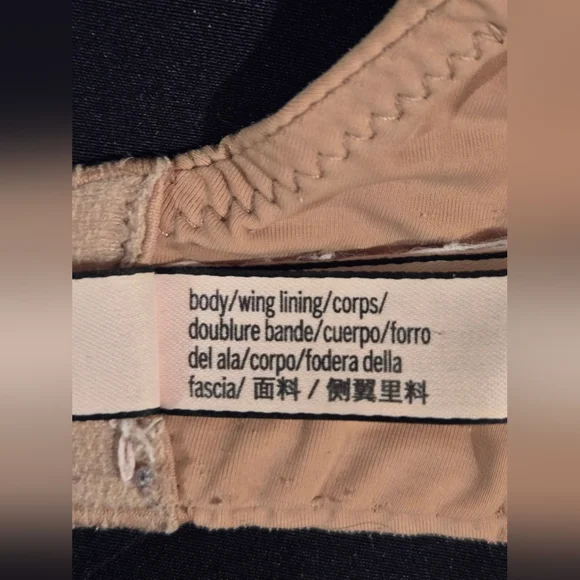 body/wing lining/corps/
doublure bande/cuerpo/forro
del ala/corpo/fodera della
fascia/ 面料 / 侧翼里料